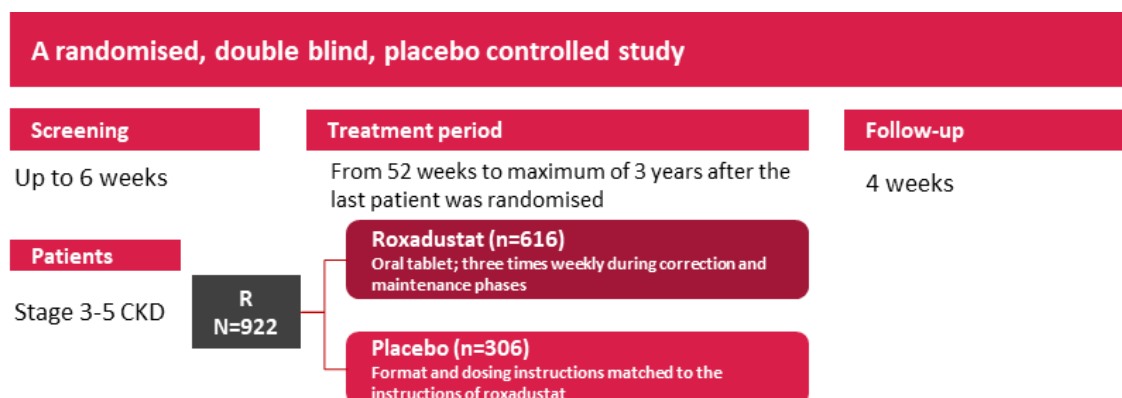 A randomised, double blind, placebo controlled study
Screening
Treatment period
Follow-up
Up to 6 weeks
From 52 weeks to maximum of 3 years after the
last patient was randomised
4 weeks
Patients
Stage 3-5 CKD
R
N=922
Roxadustat (n=616)
Oral tablet; three times weekly during correction and
maintenance phases
Placebo (n=306)
Format and dosing instructions matched to the
instructions of roxadustat